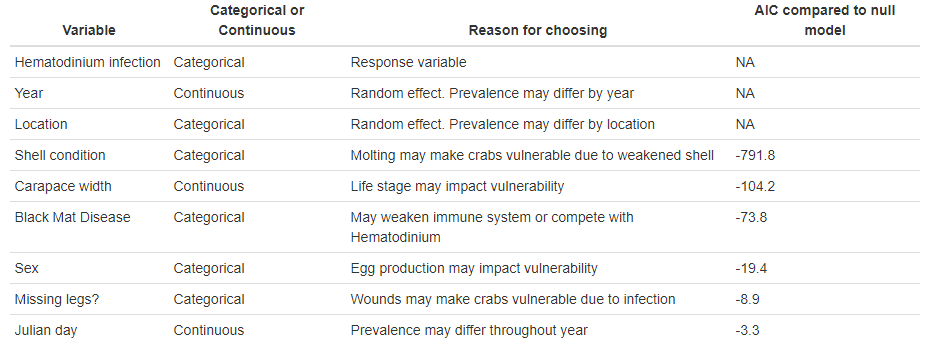 Variable Categorical or Continuous Reason for choosing AIC compared to null model
Hematodinium infection Categorical Response variable NA
Year Continuous Random effect. Prevalence may differ by year NA
Location Categorical Random effect. Prevalence may differ by location NA
Shell condition Categorical Molting may make crabs vulnerable due to weakened shell -791.8
Carapace width Continuous Life stage may impact vulnerability -104.2
Black Mat Disease Categorical May weaken immune system or compete with -73.8
Hematodinium
Sex Categorical Egg production may impact vulnerability -19.4
Missing legs? Categorical Wounds may make crabs vulnerable due to infection -8.9
Julian day Continuous Prevalence may differ throughout year -3.3